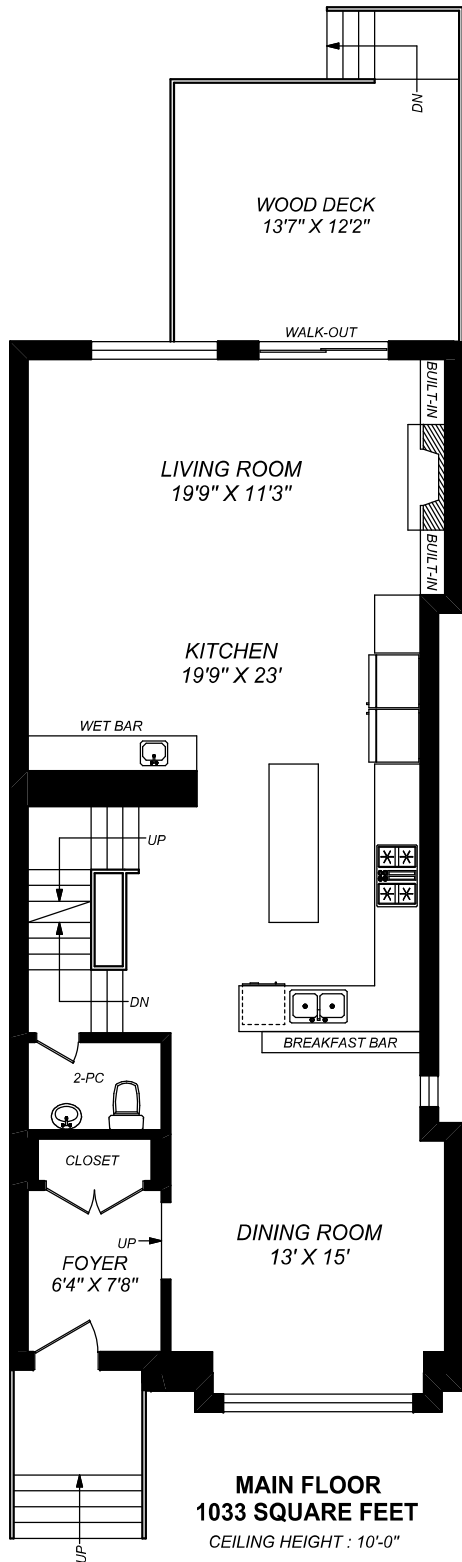 DN
WOOD DECK
13'7" X 12'2"
WALK-OUT
BUILT-IN
LIVING ROOM
19'9" X 11'3"
BUILT-IN
KITCHEN
19'9" X 23'
WET BAR
UP
DN
BREAKFAST BAR
2-PC
CLOSET
UP
DINING ROOM
13' X 15'
FOYER
6'4" X 7'8"
UP
MAIN FLOOR
1033 SQUARE FEET
CEILING HEIGHT : 10'-0"